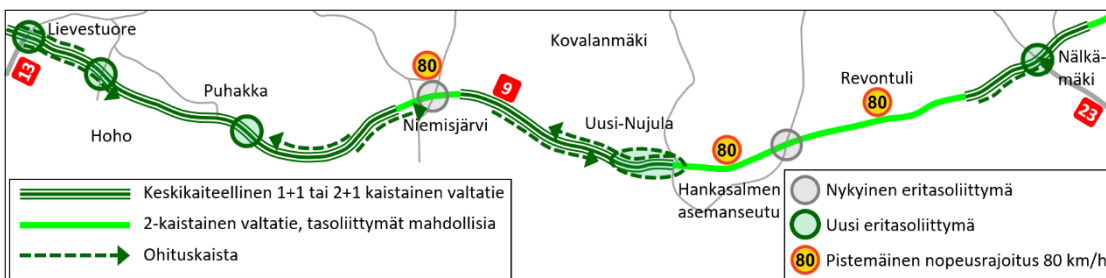 Lievestuore
13
Hoho
Puhakka
80
Niemisjärvi
9
Kovalanmäki
Uusi-Nujula
80
Hankasalmen
asemanseutu
Revontuli
80
Nälkä-
mäki
23
Keskikaiteellinen 1+1 tai 2+1 kaistainen valtatie
2-kaistainen valtatie, tasoliittymät mahdollisia
Ohituskaista
Nykyinen eritasoliittymä
Uusi eritasoliittymä
80 Pistemäinen nopeusrajoitus 80 km/h